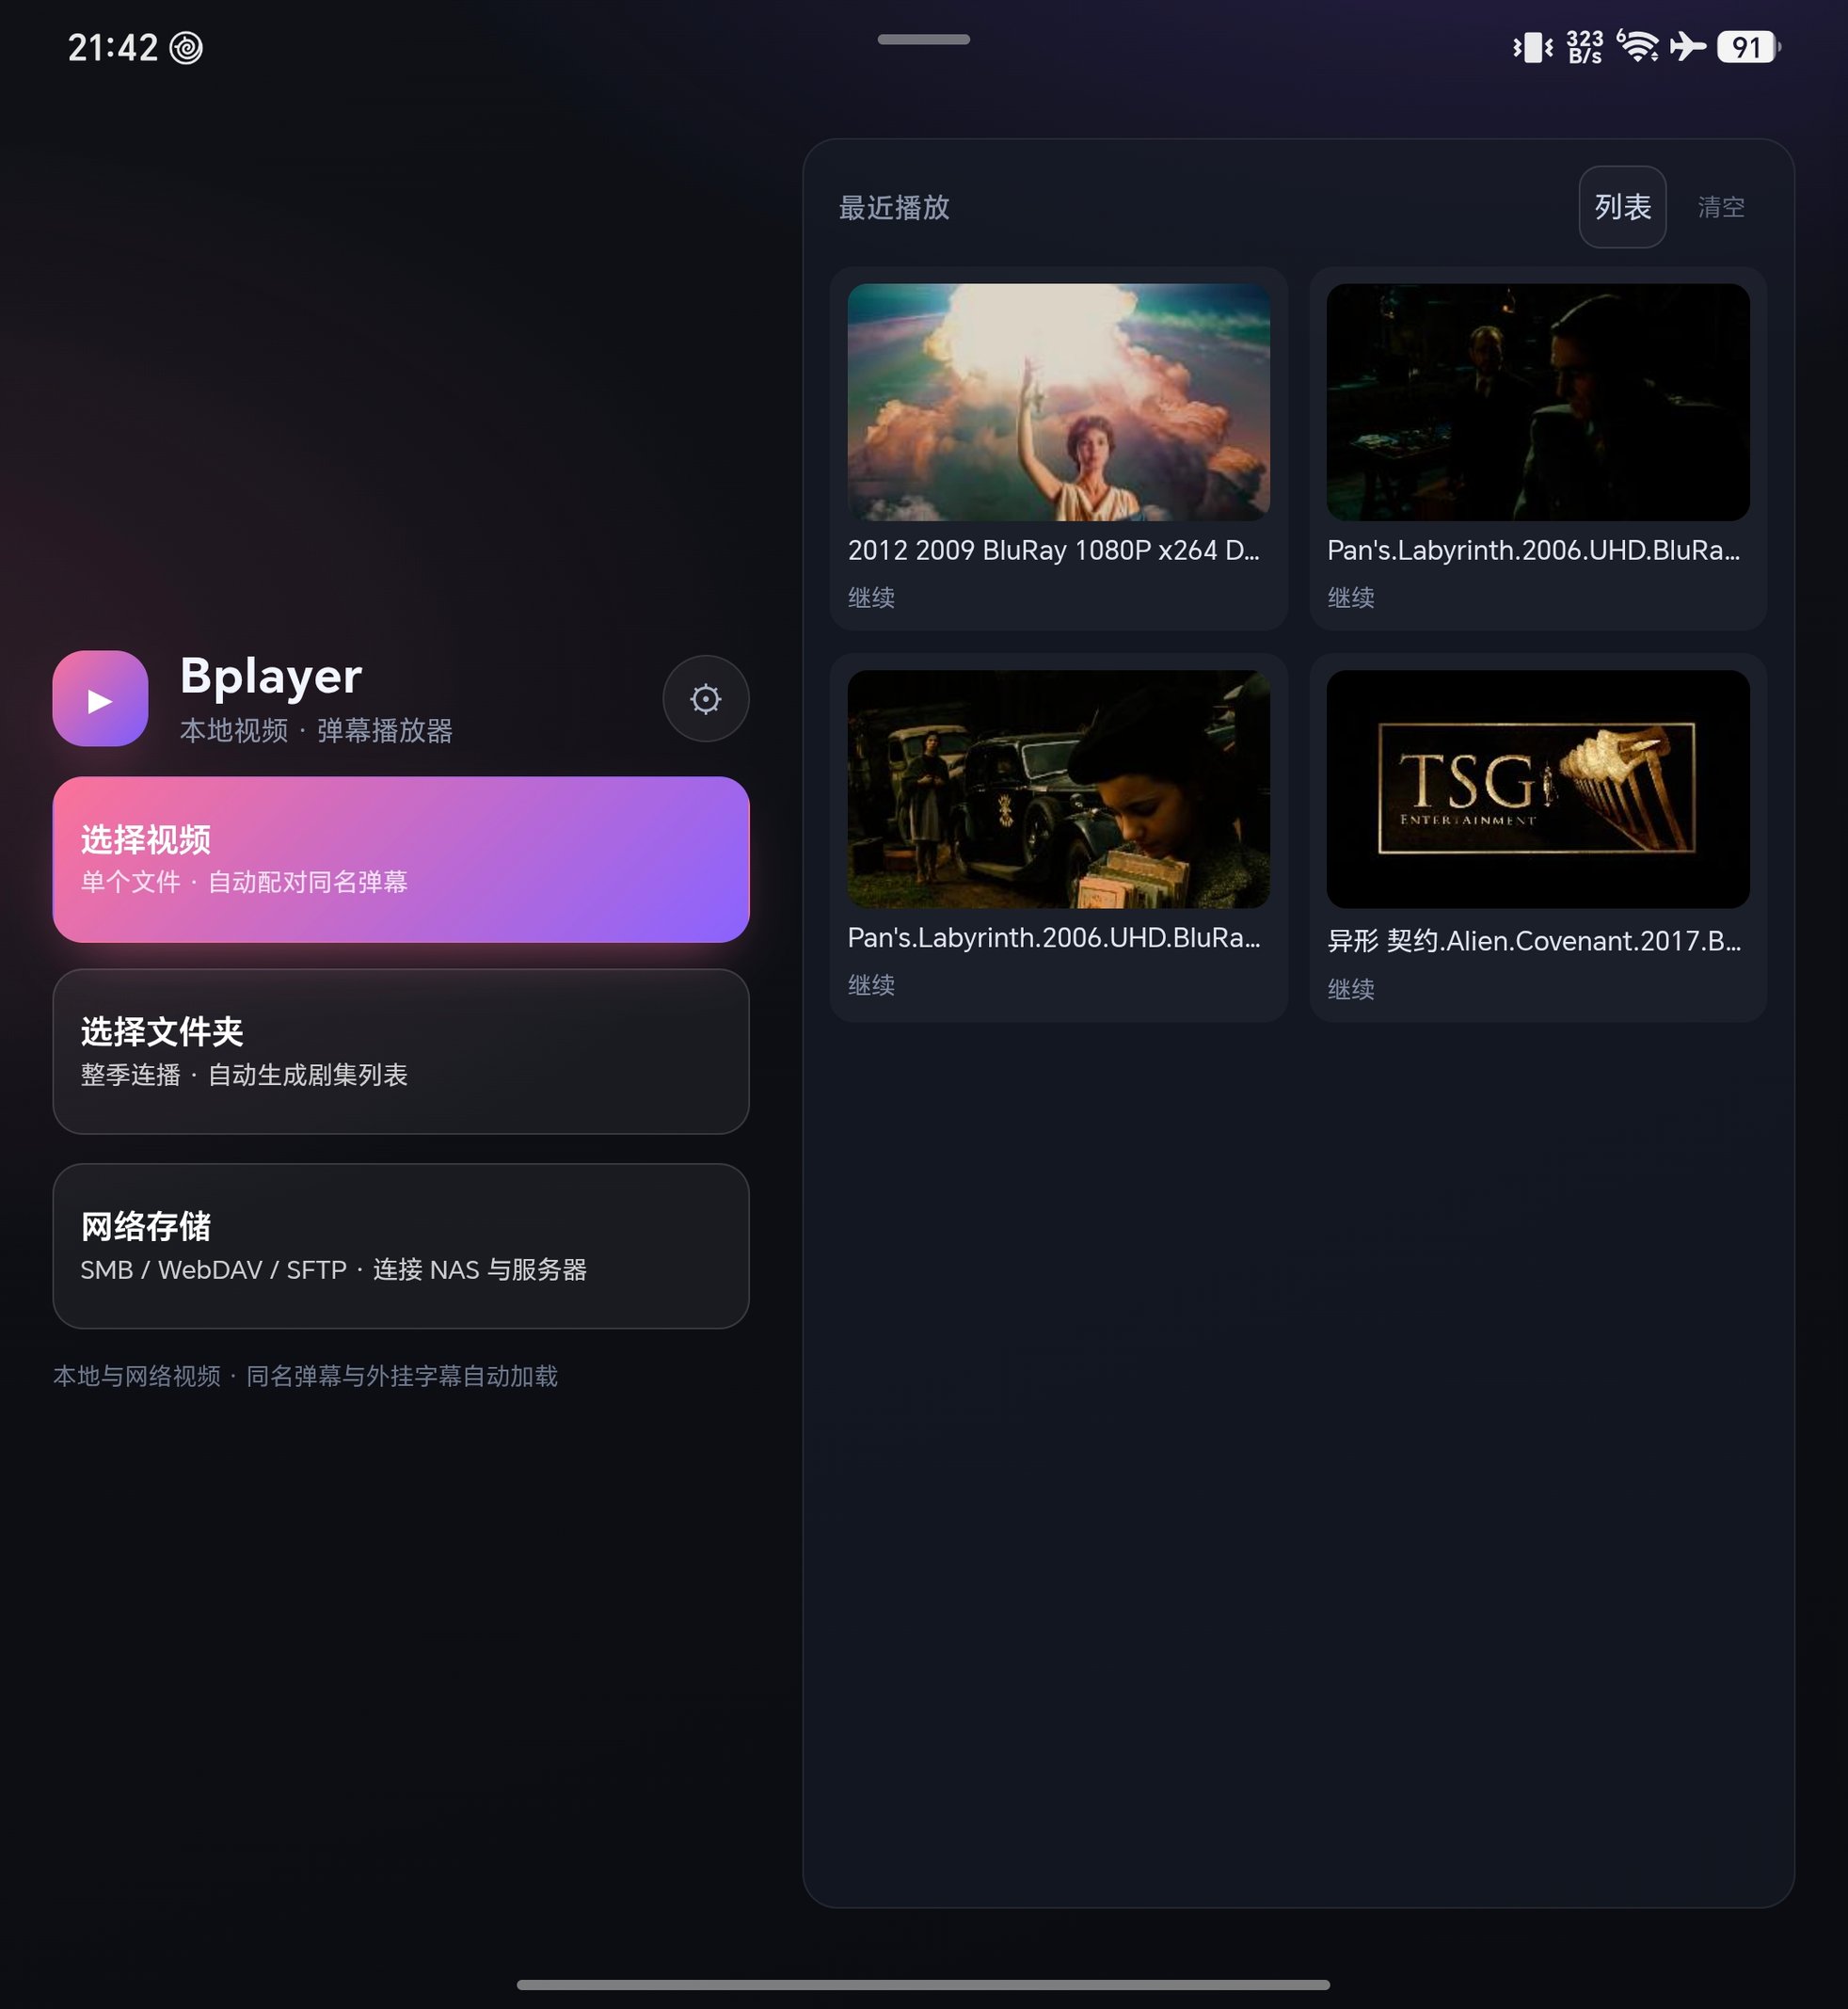 21:42
323
B/s
6
91
Bplayer
本地视频 · 弹幕播放器
选择视频
单个文件 · 自动配对同名弹幕
选择文件夹
整季连播 · 自动生成剧集列表
网络存储
SMB / WebDAV / SFTP · 连接 NAS 与服务器
本地与网络视频 · 同名弹幕与外挂字幕自动加载
最近播放
列表
清空
2012 2009 BluRay 1080P x264 D...
继续
Pan's.Labyrinth.2006.UHD.BluRa...
继续
Pan's.Labyrinth.2006.UHD.BluRa...
继续
TSG
ENTERTAINMENT
异形 契约.Alien.Covenant.2017.B...
继续